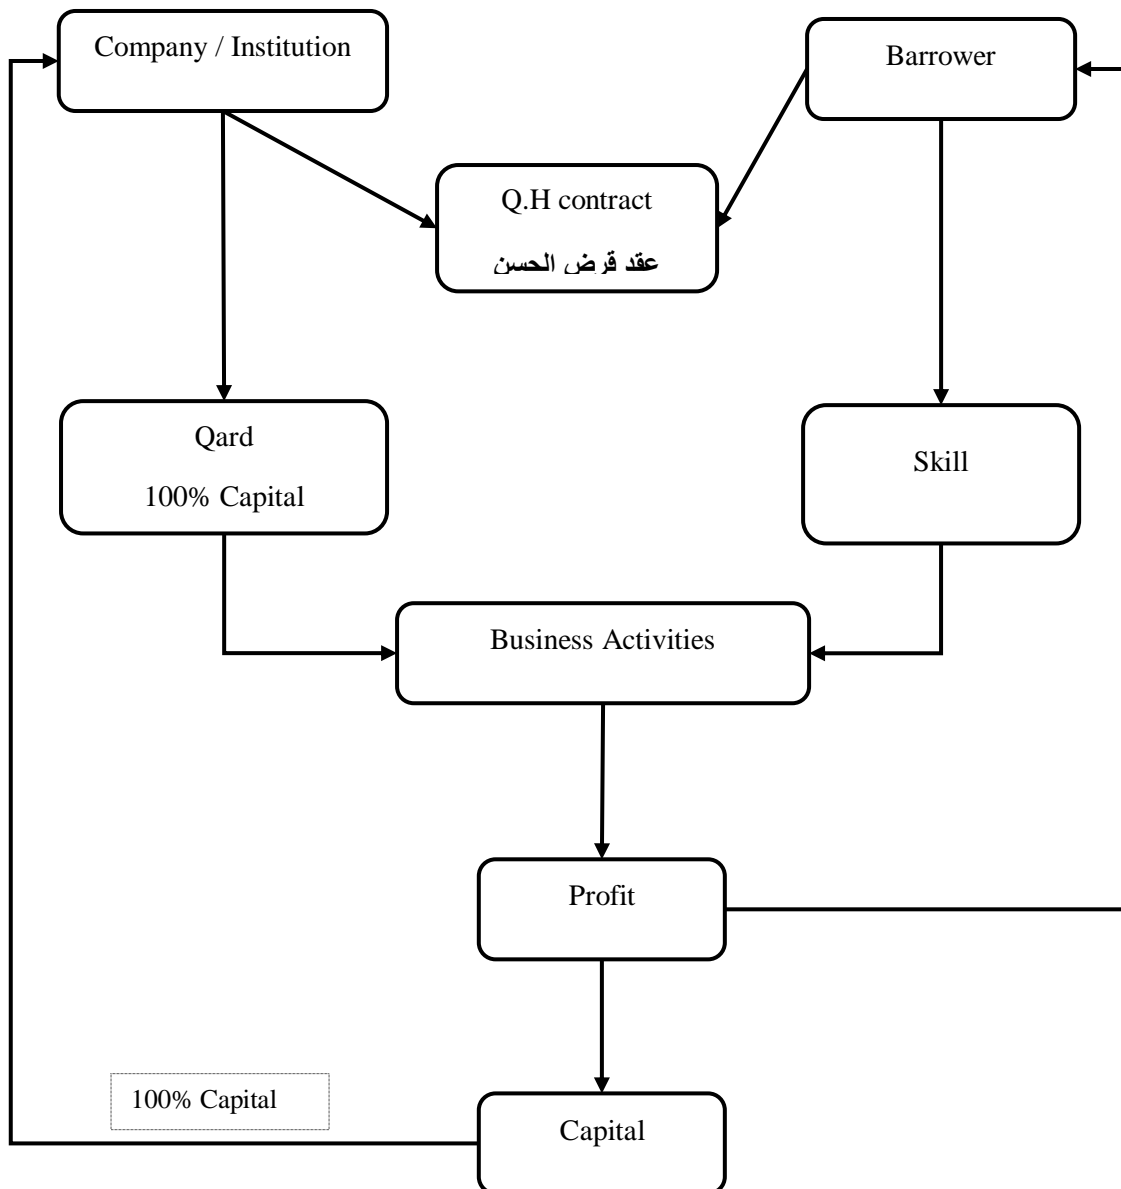 Company / Institution
Barrower
Q.H contract
عقد قرض الحسن
Qard
100% Capital
Skill
Business Activities
Profit
100% Capital
Capital